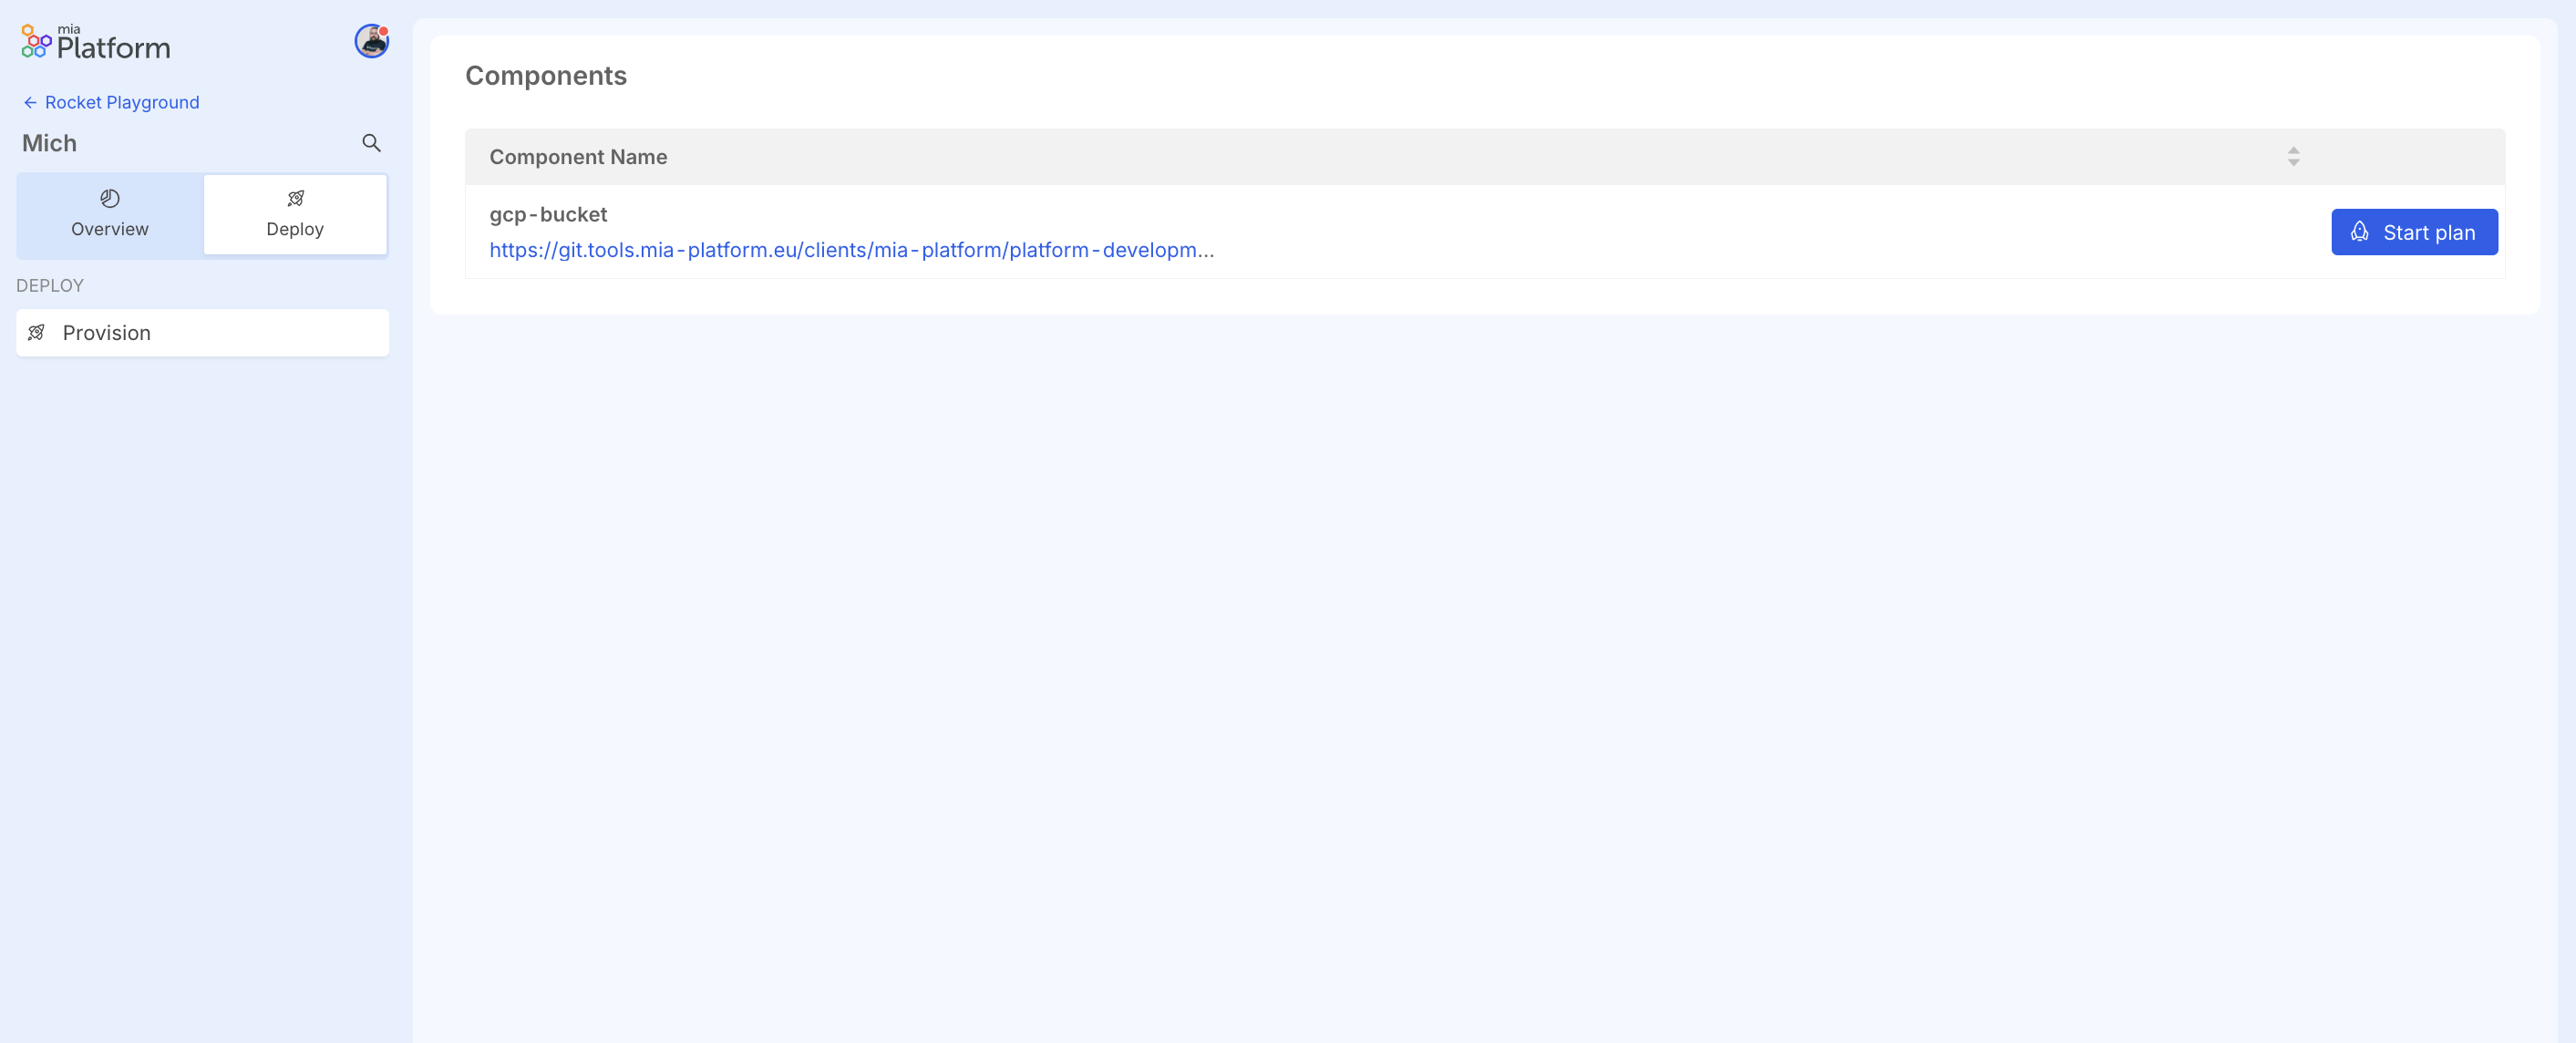 mia
Platform
Rocket Playground
Mich
Overview
Deploy
DEPLOY
Provision
Components
Component Name
gcp-bucket
https://git.tools.mia-platform.eu/clients/mia-platform/platform-developm...
Start plan